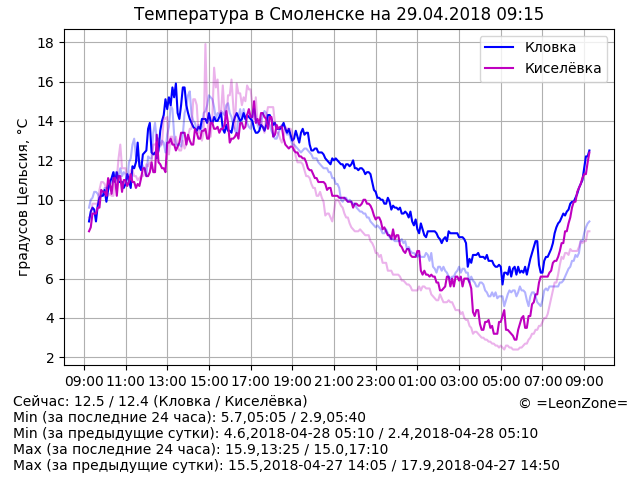 Температура в Смоленске на 29.04.2018 09:15
Кловка
Киселёвка
градусов Цельсия, °C
18
16
14
12
10
8
6
4
2
09:00 11:00 13:00 15:00 17:00 19:00 21:00 23:00 01:00 03:00 05:00 07:00 09:00
Сейчас: 12.5 / 12.4 (Кловка / Киселёвка)
© =LeonZone=
Min (за последние 24 часа): 5.7,05:05 / 2.9,05:40
Min (за предыдущие сутки): 4.6,2018-04-28 05:10 / 2.4,2018-04-28 05:10
Max (за последние 24 часа): 15.9,13:25 / 15.0,17:10
Max (за предыдущие сутки): 15.5,2018-04-27 14:05 / 17.9,2018-04-27 14:50